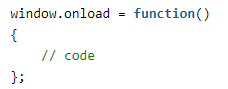 window.onload = function()
{
    // code
};